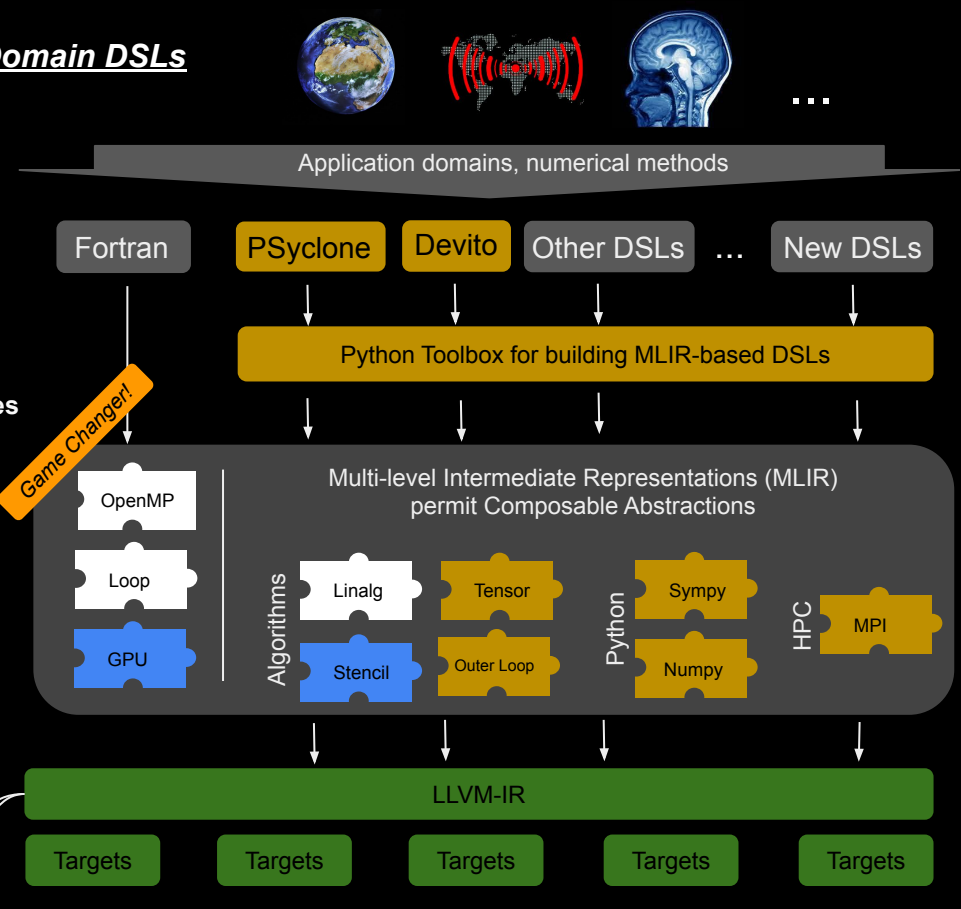 omain DSLs
...
Application domains, numerical methods
Fortran
PSyclone
Devito
Other DSLs
...
New DSLs
Python Toolbox for building MLIR-based DSLs
es
Game Changer!
Multi-level Intermediate Representations (MLIR)
permit Composable Abstractions
OpenMP
Loop
GPU
Algorithms
Linalg
Stencil
Tensor
Outer Loop
Python
Sympy
Numpy
HPC
MPI
LLVM-IR
Targets
Targets
Targets
Targets
Targets